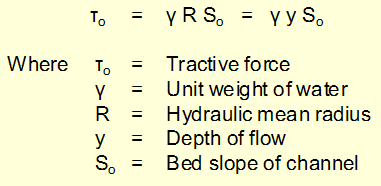 τo = γ R So = γ y So
Where τo = Tractive force
γ = Unit weight of water
R = Hydraulic mean radius
y = Depth of flow
So = Bed slope of channel